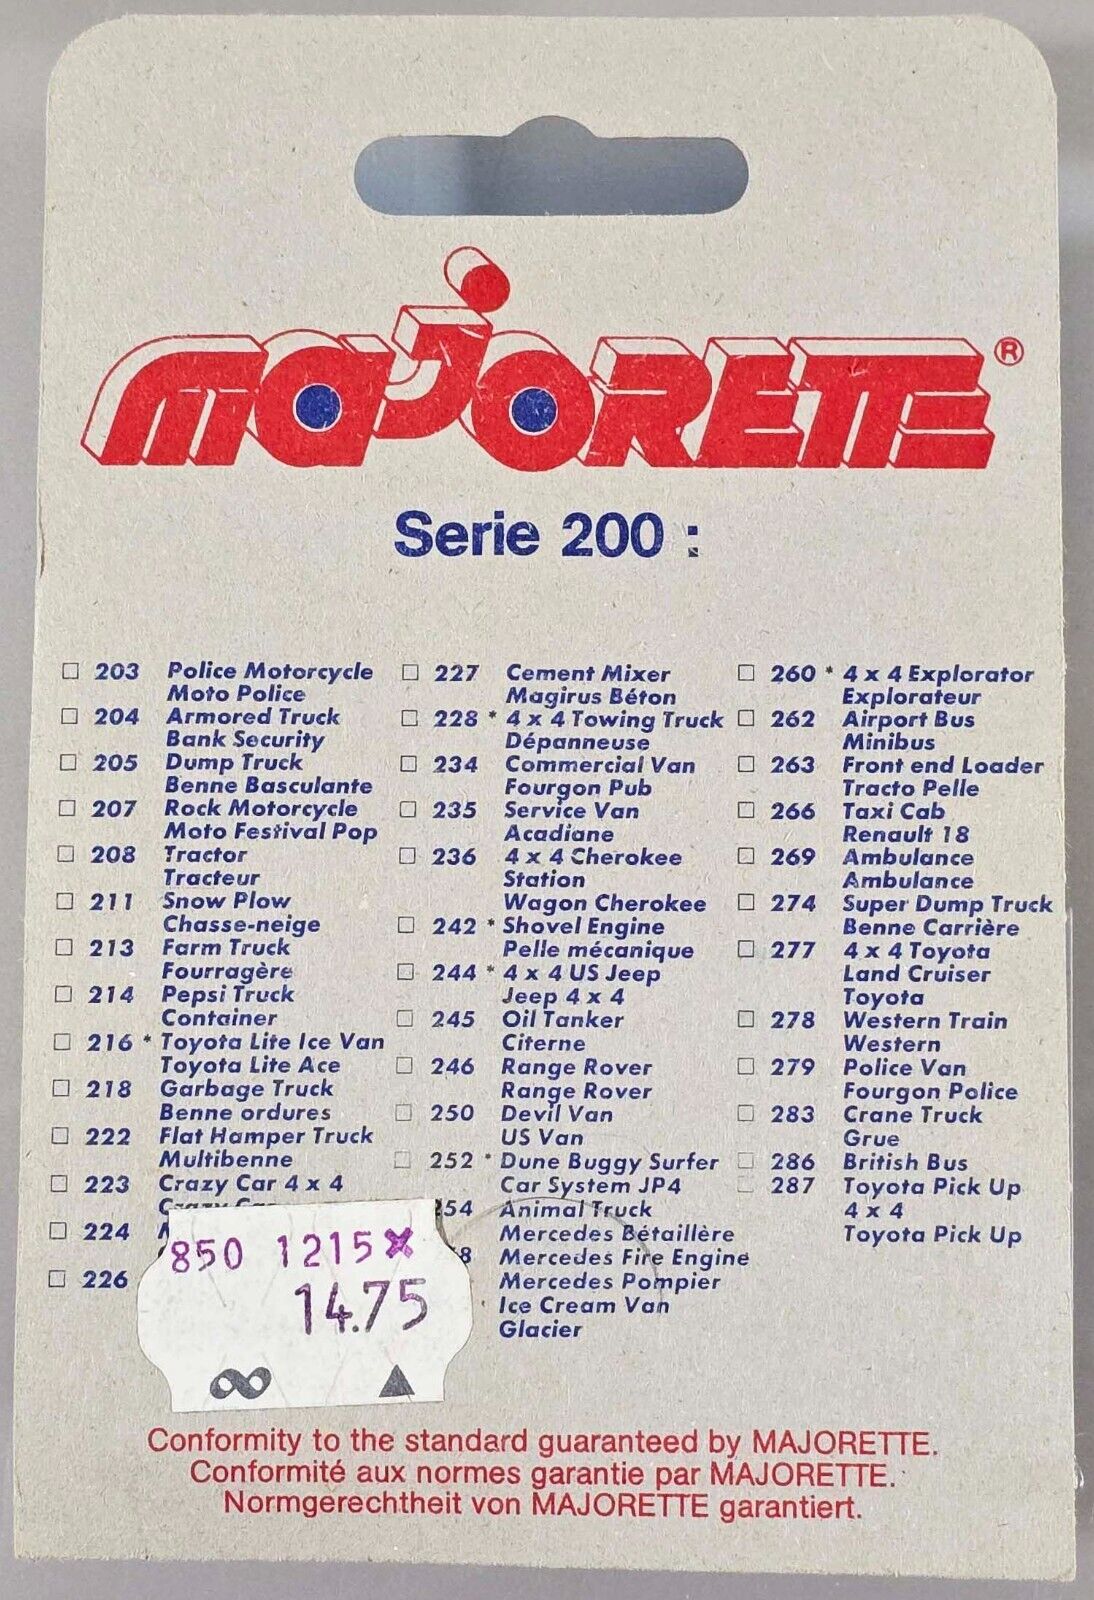 MAJORETTE ®
Serie 200 :
203 Police Motorcycle
Moto Police
204 Armored Truck
Bank Security
205 Dump Truck
Benne Basculante
207 Rock Motorcycle
Moto Festival Pop
208 Tractor
Tracteur
211 Snow Plow
Chasse-neige
213 Farm Truck
Fourragère
214 Pepsi Truck
Container
216 * Toyota Lite Ice Van
Toyota Lite Ace
218 Garbage Truck
Benne ordures
222 Flat Hamper Truck
Multibenne
223 Crazy Car 4 x 4
Crazy Car
224
226
227 Cement Mixer
Magirus Béton
228 * 4 x 4 Towing Truck
Dépanneuse
234 Commercial Van
Fourgon Pub
235 Service Van
Acadiane
236 4 x 4 Cherokee
Station
Wagon Cherokee
242 * Shovel Engine
Pelle mécanique
244 * 4 x 4 US Jeep
Jeep 4 x 4
245 Oil Tanker
Citerne
246 Range Rover
Range Rover
250 Devil Van
US Van
252 * Dune Buggy Surfer
Car System JP4
254 Animal Truck
Mercedes Bétaillère
8 Mercedes Fire Engine
Mercedes Pompier
Ice Cream Van
Glacier
260 * 4 x 4 Explorator
Explorateur
262 Airport Bus
Minibus
263 Front end Loader
Tracto Pelle
266 Taxi Cab
Renault 18
269 Ambulance
Ambulance
274 Super Dump Truck
Benne Carrière
277 4 x 4 Toyota
Land Cruiser
Toyota
278 Western Train
Western
279 Police Van
Fourgon Police
283 Crane Truck
Grue
286 British Bus
287 Toyota Pick Up
4 x 4
Toyota Pick Up
850 1215*
14.75
Conformity to the standard guaranteed by MAJORETTE.
Conformité aux normes garantie par MAJORETTE.
Normgerechtheit von MAJORETTE garantiert.